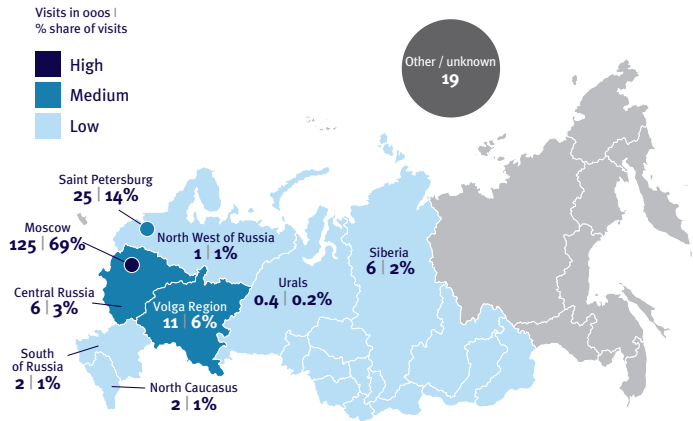 Visits in 000s |
% share of visits
High
Medium
Low
Other / unknown
19
Saint Petersburg
25 | 14%
Moscow
125 | 69%
North West of Russia
1 | 1%
Siberia
6 | 2%
Urals
0.4 | 0.2%
Central Russia
6 | 3%
Volga Region
11 | 6%
South
of Russia
2 | 1%
North Caucasus
2 | 1%